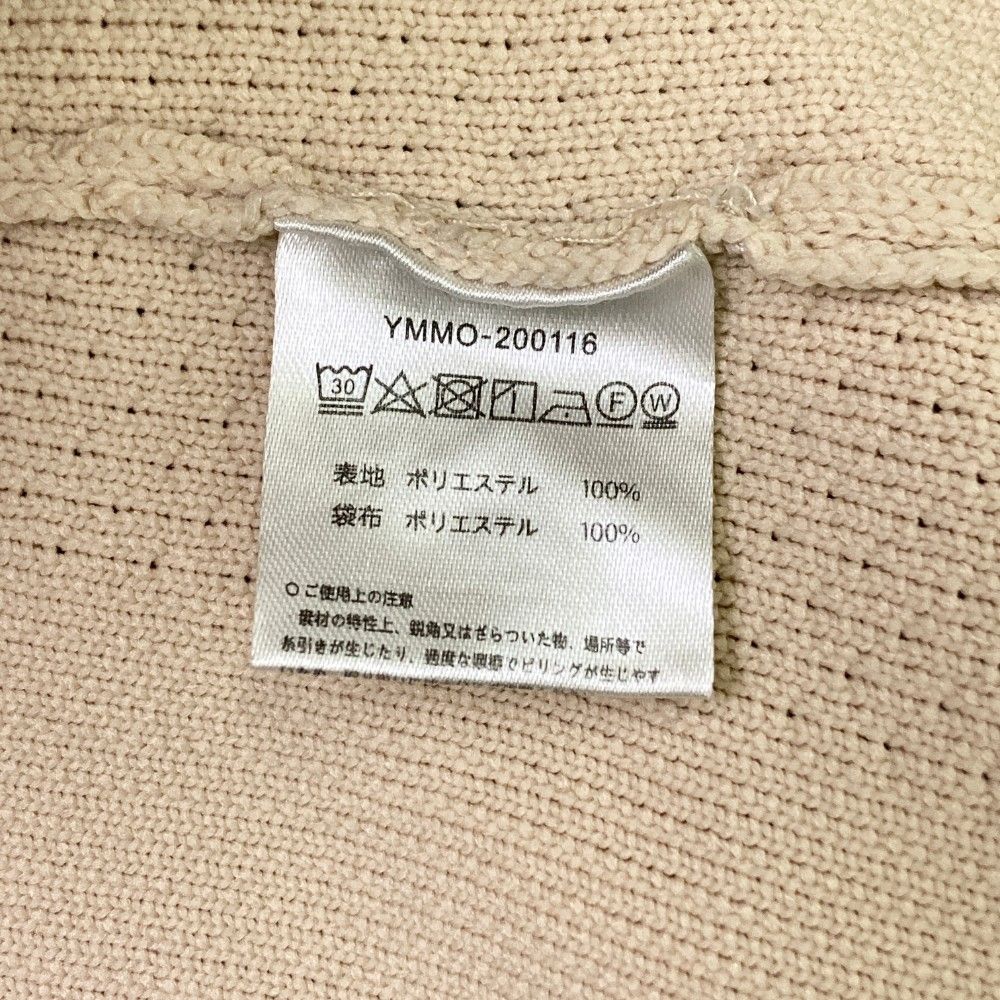 YMMO-200116
30
F W
表地 ポリエステル 100%
袋布 ポリエステル 100%
○ご使用上の注意
素材の特性上、鋭角又はざらついた物、場所等で
糸引きが生じたり、過度な摩擦でピリングが生じやす